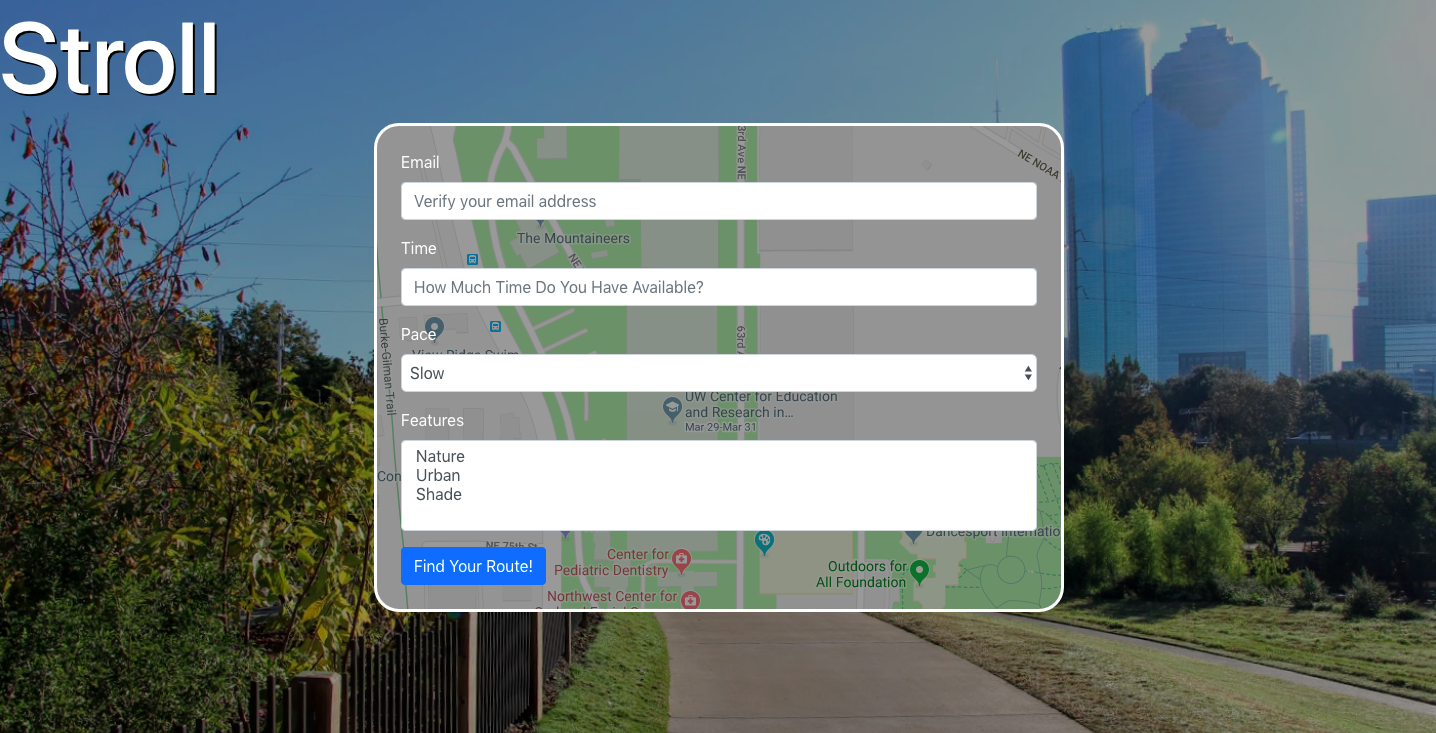 Stroll
Email
Verify your email address
The Mountaineers
NE NOAA
3rd Ave NE
Time
NE
How Much Time Do You Have Available?
Pace
View Ridge Swim
63rd A
Burke-Gilman Trail
Slow
UW Center for Education
and Research in...
Mar 29-Mar 31
Features
Con
Nature
Urban
Shade
NE 75th St
Dancesport Internatio
Find Your Route!
Center for
Pediatric Dentistry
Outdoors for
All Foundation
Northwest Center for